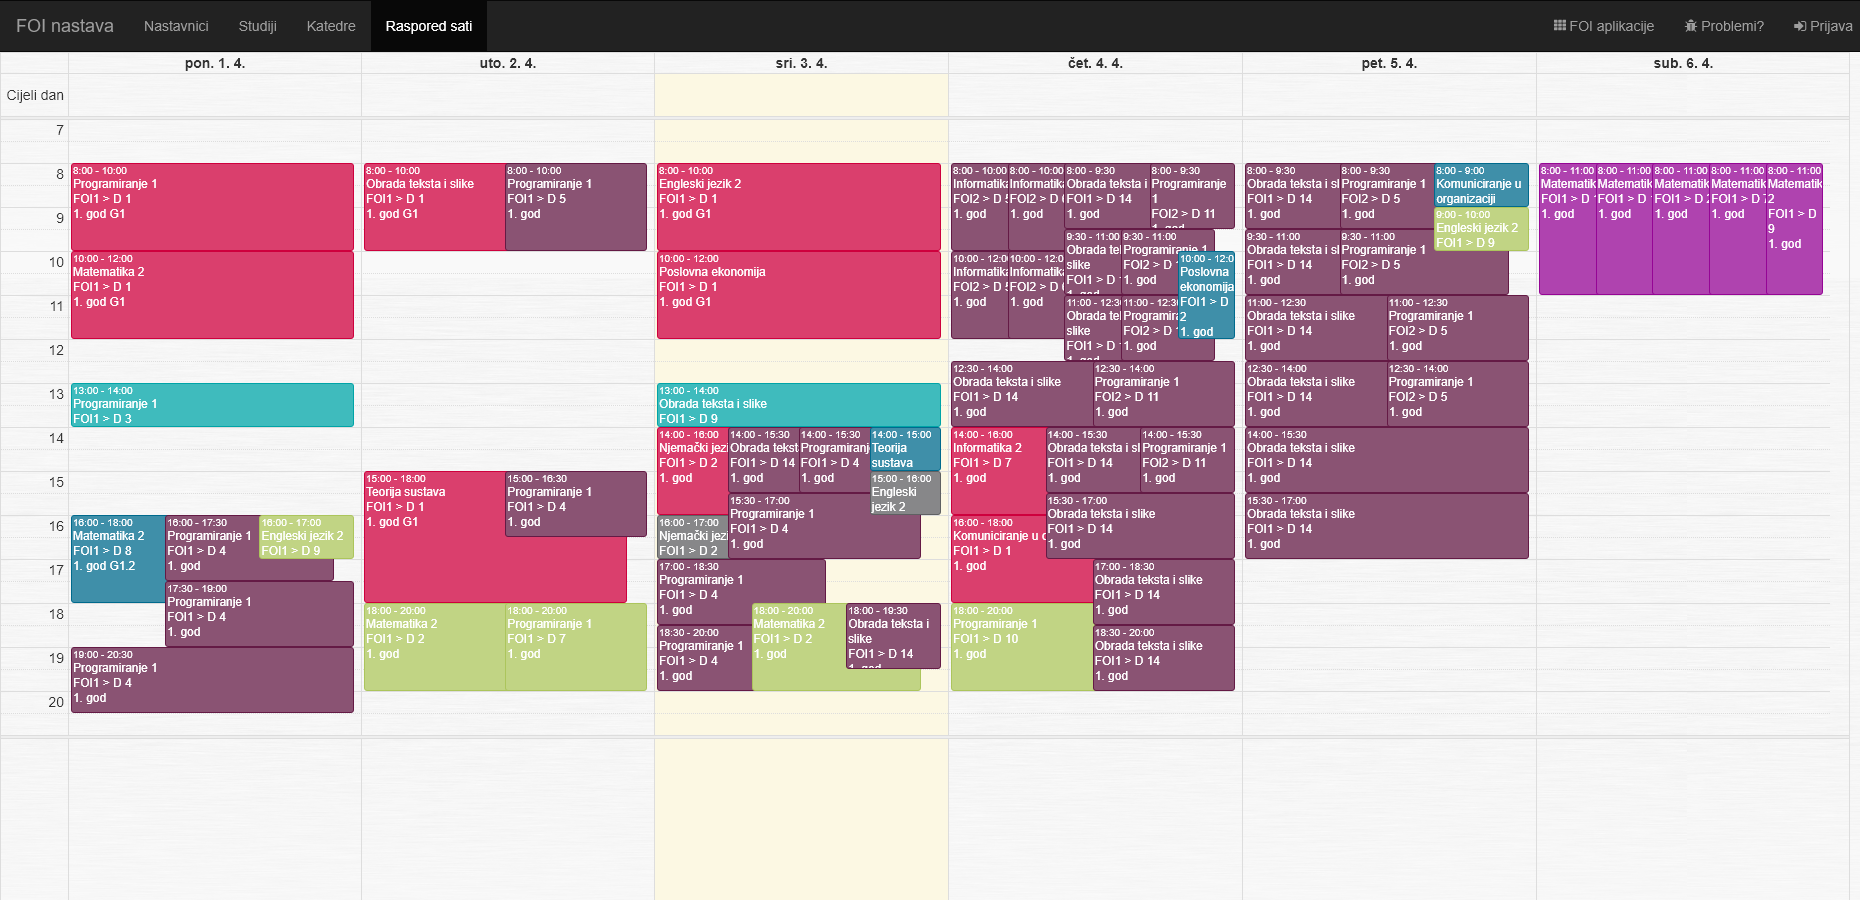 FOI nastava Nastavnici Studiji Katedre Raspored sati FOI aplikacije Problemi? Prijava
pon. 1. 4. uto. 2. 4. sri. 3. 4. čet. 4. 4. pet. 5. 4. sub. 6. 4.
Cijeli dan
7
8
9
10
11
12
13
14
15
16
17
18
19
20
8:00 - 10:00
Programiranje 1
FOI1 > D 1
1. god G1
10:00 - 12:00
Matematika 2
FOI1 > D 1
1. god G1
13:00 - 14:00
Programiranje 1
FOI1 > D 3
16:00 - 18:00
Matematika 2
FOI1 > D 8
1. god G1.2
16:00 - 17:30
Programiranje 1
FOI1 > D 4
1. god
16:00 - 17:00
Engleski jezik 2
FOI1 > D 9
17:30 - 19:00
Programiranje 1
FOI1 > D 4
1. god
19:00 - 20:30
Programiranje 1
FOI1 > D 4
1. god
8:00 - 10:00
Obrada teksta i slike
FOI1 > D 1
1. god G1
8:00 - 10:00
Programiranje 1
FOI1 > D 5
1. god
15:00 - 18:00
Teorija sustava
FOI1 > D 1
1. god G1
15:00 - 16:30
Programiranje 1
FOI1 > D 4
1. god
18:00 - 20:00
Matematika 2
FOI1 > D 2
1. god
18:00 - 20:00
Programiranje 1
FOI1 > D 7
1. god
8:00 - 10:00
Engleski jezik 2
FOI1 > D 1
1. god G1
10:00 - 12:00
Poslovna ekonomija
FOI1 > D 1
1. god G1
13:00 - 14:00
Obrada teksta i slike
FOI1 > D 9
14:00 - 16:00
Njemački jezi
FOI1 > D 2
1. god
14:00 - 15:30
Obrada tekst
FOI1 > D 14
1. god
14:00 - 15:30
Programiranj
FOI1 > D 4
1. god
14:00 - 15:00
Teorija
sustava
15:00 - 16:00
Engleski
jezik 2
15:30 - 17:00
Programiranje 1
FOI1 > D 4
1. god
16:00 - 17:00
Njemački jezi
FOI1 > D 2
17:00 - 18:30
Programiranje 1
FOI1 > D 4
1. god
18:00 - 20:00
Matematika 2
FOI1 > D 2
1. god
18:00 - 19:30
Obrada teksta i
slike
FOI1 > D 14
1. god
18:30 - 20:00
Programiranje 1
FOI1 > D 4
1. god
8:00 - 10:00
Informatika
FOI2 > D
1. god
8:00 - 10:00
Informatika
FOI2 > D
1. god
8:00 - 9:30
Obrada teksta i
FOI1 > D 14
1. god
8:00 - 9:30
Programiranje
1
FOI2 > D 11
1. god
9:30 - 11:00
Obrada te
slike
FOI1 > D
1. god
9:30 - 11:00
Programiranje 1
FOI2 > D
1. god
10:00 - 12:0
Informatika
FOI2 > D
1. god
10:00 - 12:0
Informatika
FOI2 > D
1. god
10:00 - 12:0
Poslovna
ekonomija
FOI1 > D
2
1. god
11:00 - 12:3
Obrada te
slike
FOI1 > D
1. god
11:00 - 12:3
Programira
FOI2 > D
1. god
12:30 - 14:00
Obrada teksta i slike
FOI1 > D 14
1. god
12:30 - 14:00
Programiranje 1
FOI2 > D 11
1. god
14:00 - 16:00
Informatika 2
FOI1 > D 7
1. god
14:00 - 15:30
Obrada teksta i sl
FOI1 > D 14
1. god
14:00 - 15:30
Programiranje 1
FOI2 > D 11
1. god
15:30 - 17:00
Obrada teksta i slike
FOI1 > D 14
1. god
16:00 - 18:00
Komuniciranje u o
FOI1 > D 1
1. god
17:00 - 18:30
Obrada teksta i slike
FOI1 > D 14
1. god
18:00 - 20:00
Programiranje 1
FOI1 > D 10
1. god
18:30 - 20:00
Obrada teksta i slike
FOI1 > D 14
1. god
8:00 - 9:30
Obrada teksta i sl
FOI1 > D 14
1. god
8:00 - 9:30
Programiranje 1
FOI2 > D 5
1. god
8:00 - 9:00
Komuniciranje u
organizaciji
9:00 - 10:00
Engleski jezik 2
FOI1 > D 9
9:30 - 11:00
Obrada teksta i sl
FOI1 > D 14
1. god
9:30 - 11:00
Programiranje 1
FOI2 > D 5
1. god
11:00 - 12:30
Obrada teksta i slike
FOI1 > D 14
1. god
11:00 - 12:30
Programiranje 1
FOI2 > D 5
1. god
12:30 - 14:00
Obrada teksta i slike
FOI1 > D 14
1. god
12:30 - 14:00
Programiranje 1
FOI2 > D 5
1. god
14:00 - 15:30
Obrada teksta i slike
FOI1 > D 14
1. god
15:30 - 17:00
Obrada teksta i slike
FOI1 > D 14
1. god
8:00 - 11:00
Matematik
FOI1 > D
1. god
8:00 - 11:00
Matematik
FOI1 > D
1. god
8:00 - 11:00
Matematik
FOI1 > D
1. god
8:00 - 11:00
Matematik
FOI1 > D
1. god
8:00 - 11:00
Matematik
2
FOI1 > D
9
1. god